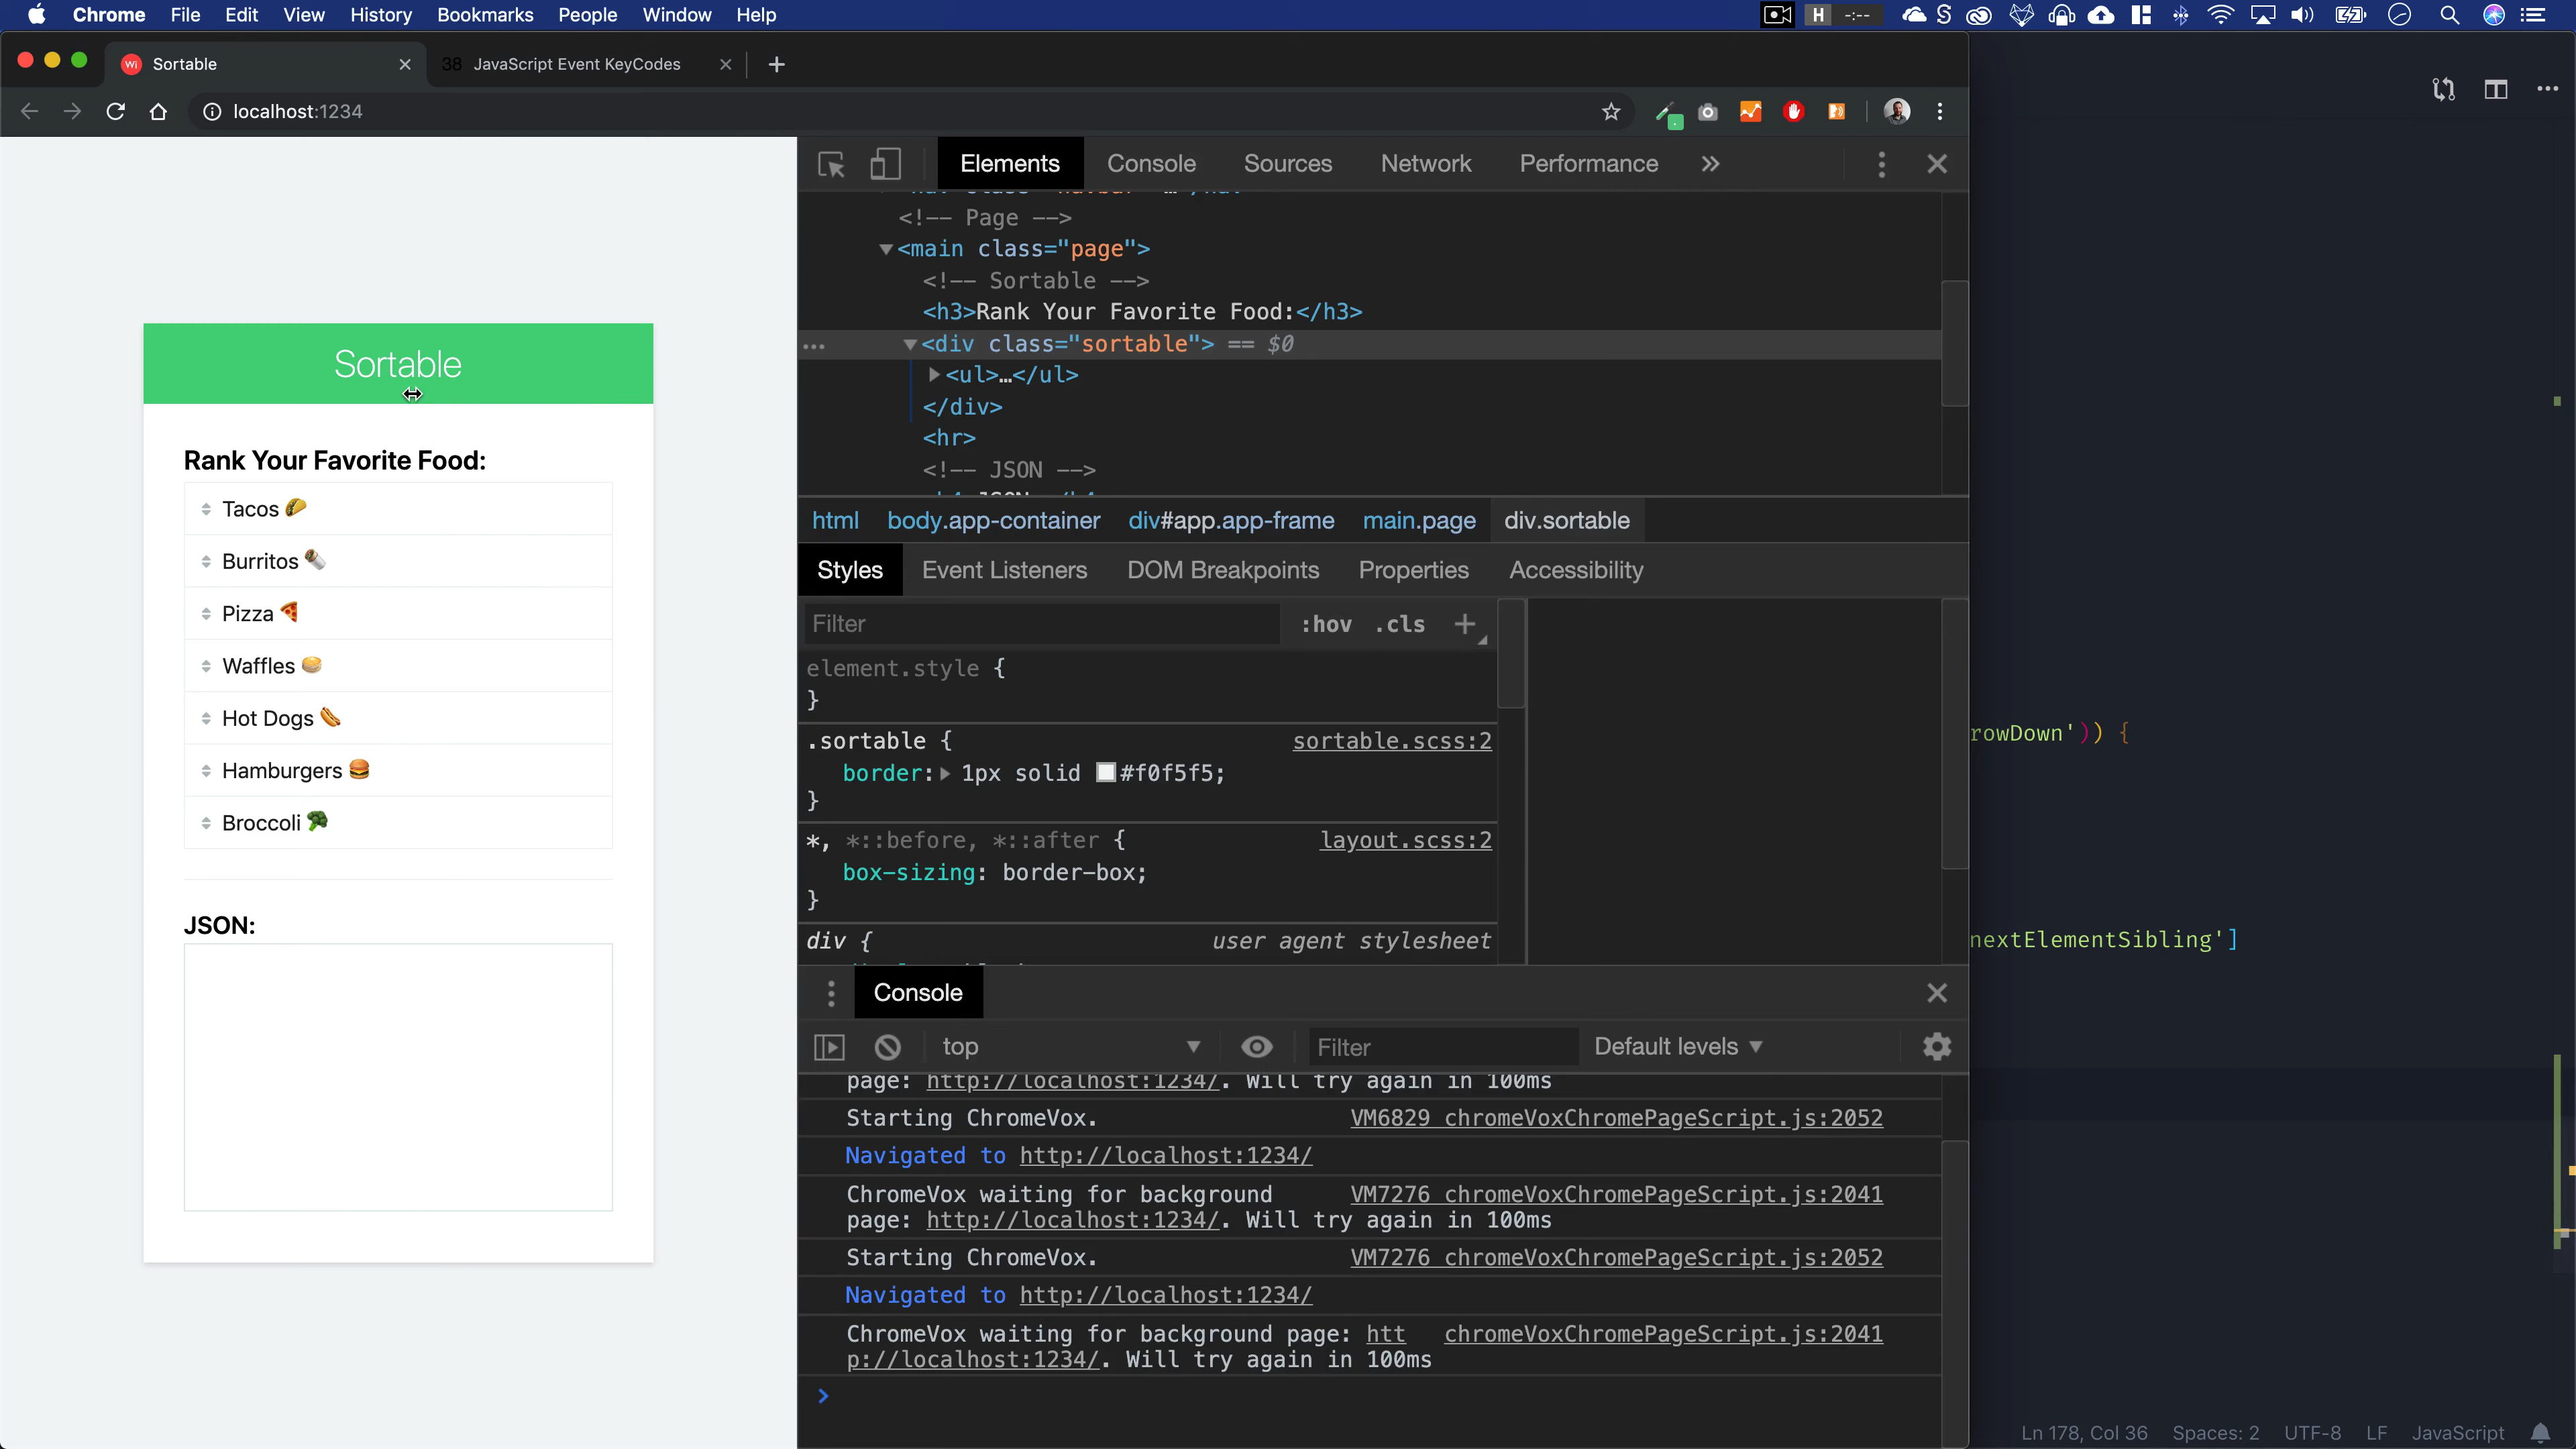 Chrome File Edit View History Bookmarks People Window Help
H -:--
Sortable
38 JavaScript Event KeyCodes
localhost:1234
Elements Console Sources Network Performance
<!-- Page -->
<main class="page">
<!-- Sortable -->
<h3>Rank Your Favorite Food:</h3>
<div class="sortable"> == $0
<ul>…</ul>
</div>
<hr>
<!-- JSON -->
html body.app-container div#app.app-frame main.page div.sortable
Styles Event Listeners DOM Breakpoints Properties Accessibility
Filter :hov .cls
element.style {
}
.sortable { sortable.scss:2
border: 1px solid #f0f5f5;
}
*, *::before, *::after { layout.scss:2
box-sizing: border-box;
}
div { user agent stylesheet
Console
top Filter Default levels
page: http://localhost:1234/. Will try again in 100ms
Starting ChromeVox. VM6829 chromeVoxChromePageScript.js:2052
Navigated to http://localhost:1234/
ChromeVox waiting for background VM7276 chromeVoxChromePageScript.js:2041
page: http://localhost:1234/. Will try again in 100ms
Starting ChromeVox. VM7276 chromeVoxChromePageScript.js:2052
Navigated to http://localhost:1234/
ChromeVox waiting for background page: htt chromeVoxChromePageScript.js:2041
p://localhost:1234/. Will try again in 100ms
Sortable
Rank Your Favorite Food:
Tacos 🌮
Burritos 🌯
Pizza 🍕
Waffles 🧇
Hot Dogs 🌭
Hamburgers 🍔
Broccoli 🥦
JSON:
rowDown')) {
nextElementSibling']
Ln 178, Col 36 Spaces: 2 UTF-8 LF JavaScript